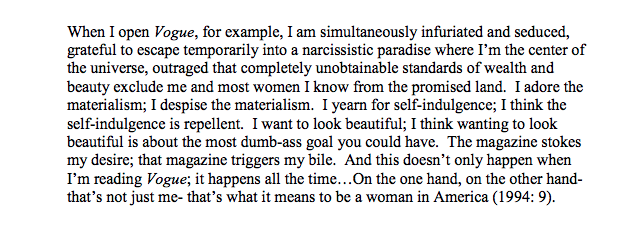 When I open Vogue, for example, I am simultaneously infuriated and seduced,
grateful to escape temporarily into a narcissistic paradise where I'm the center of
the universe, outraged that completely unobtainable standards of wealth and
beauty exclude me and most women I know from the promised land.  I adore the
materialism; I despise the materialism.  I yearn for self-indulgence; I think the
self-indulgence is repellent.  I want to look beautiful; I think wanting to look
beautiful is about the most dumb-ass goal you could have.  The magazine stokes
my desire; that magazine triggers my bile.  And this doesn't only happen when
I'm reading Vogue; it happens all the time…On the one hand, on the other hand-
that's not just me- that's what it means to be a woman in America (1994: 9).